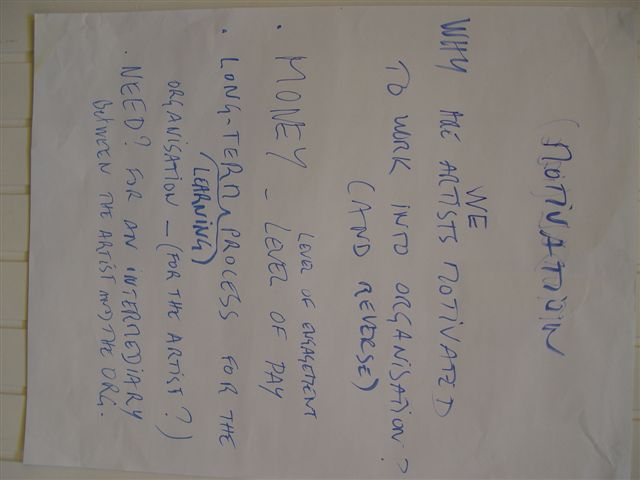 (MOTIVATION
WHY ARE ARTISTS MOTIVATED
WE
TO WORK INTO ORGANISATION?
(AND REVERSE)
LEVEL OF ENGAGEMENT
• MONEY - LEVEL OF PAY
• LONG-TERM PROCESS FOR THE
(LEARNING)
ORGANISATION - (FOR THE ARTIST?)
• NEED? FOR AN INTERMEDIARY
BETWEEN THE ARTIST AND THE ORG.